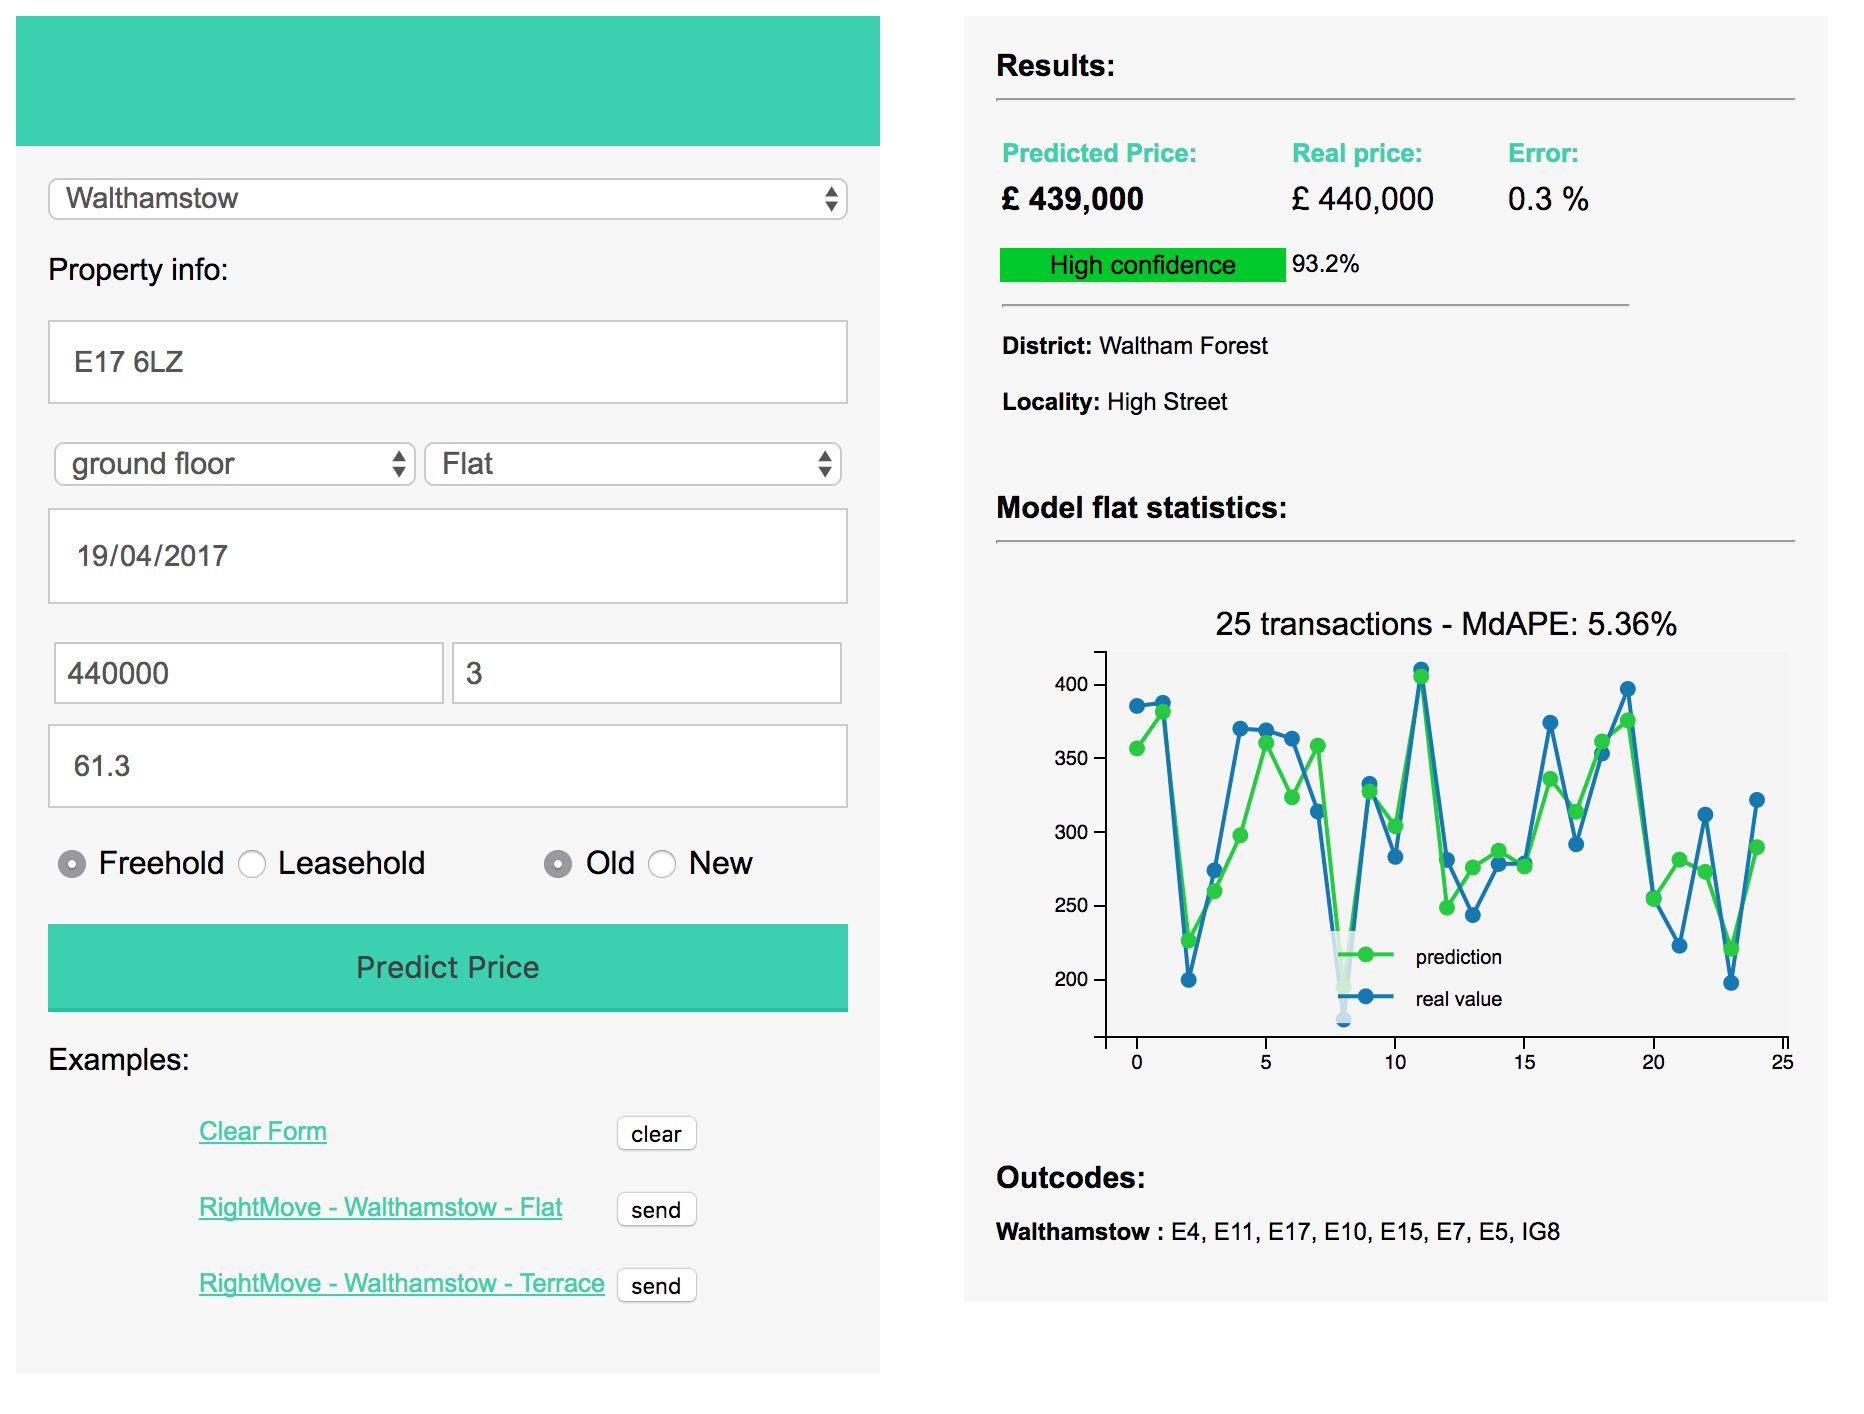 Walthamstow
Property info:
E17 6LZ
ground floor Flat
19/04/2017
440000 3
61.3
Freehold Leasehold Old New
Predict Price
Examples:
Clear Form clear
RightMove - Walthamstow - Flat send
RightMove - Walthamstow - Terrace send
Results:
Predicted Price: Real price: Error:
£ 439,000 £ 440,000 0.3 %
High confidence 93.2%
District: Waltham Forest
Locality: High Street
Model flat statistics:
25 transactions - MdAPE: 5.36%
400
350
300
250
200
prediction
real value
0 5 10 15 20 25
Outcodes:
Walthamstow : E4, E11, E17, E10, E15, E7, E5, IG8